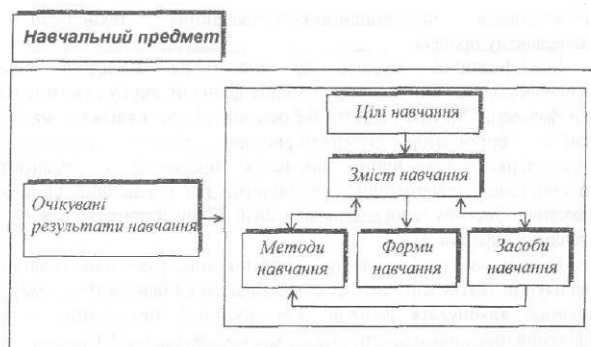 Навчальний предмет
Цілі навчання
Зміст навчання
Очікувані
результати навчання
Методи
навчання
Форми
навчання
Засоби
навчання